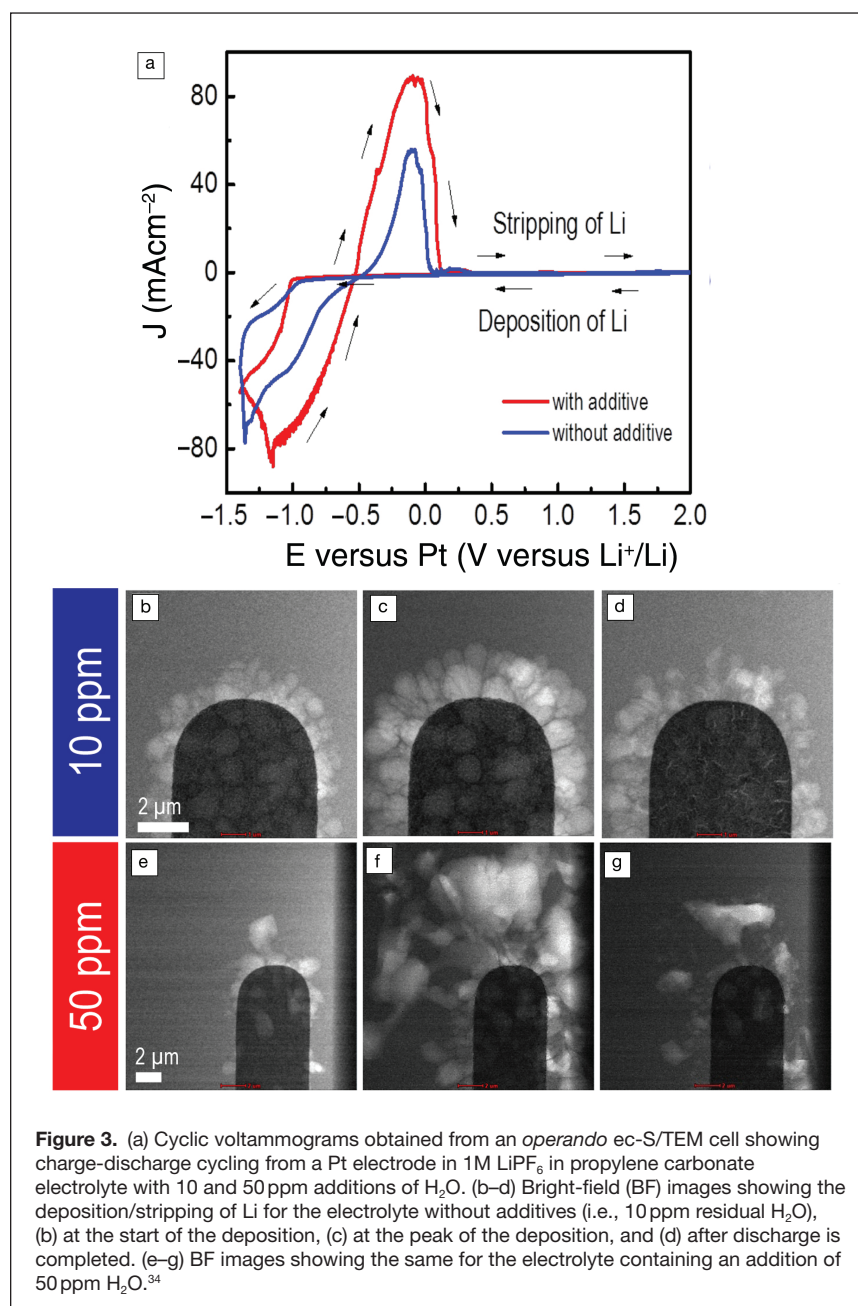 a
80
40
0
−40
−80
J (mAcm−2)
Stripping of Li
Deposition of Li
with additive
without additive
−1.5 −1.0 −0.5 0.0 0.5 1.0 1.5 2.0
E versus Pt (V versus Li+/Li)
10 ppm
b
c
d
2 µm
50 ppm
e
f
g
2 µm
Figure 3. (a) Cyclic voltammograms obtained from an operando ec-S/TEM cell showing
charge-discharge cycling from a Pt electrode in 1M LiPF6 in propylene carbonate
electrolyte with 10 and 50 ppm additions of H2O. (b–d) Bright-field (BF) images showing the
deposition/stripping of Li for the electrolyte without additives (i.e., 10 ppm residual H2O),
(b) at the start of the deposition, (c) at the peak of the deposition, and (d) after discharge is
completed. (e–g) BF images showing the same for the electrolyte containing an addition of
50 ppm H2O.34